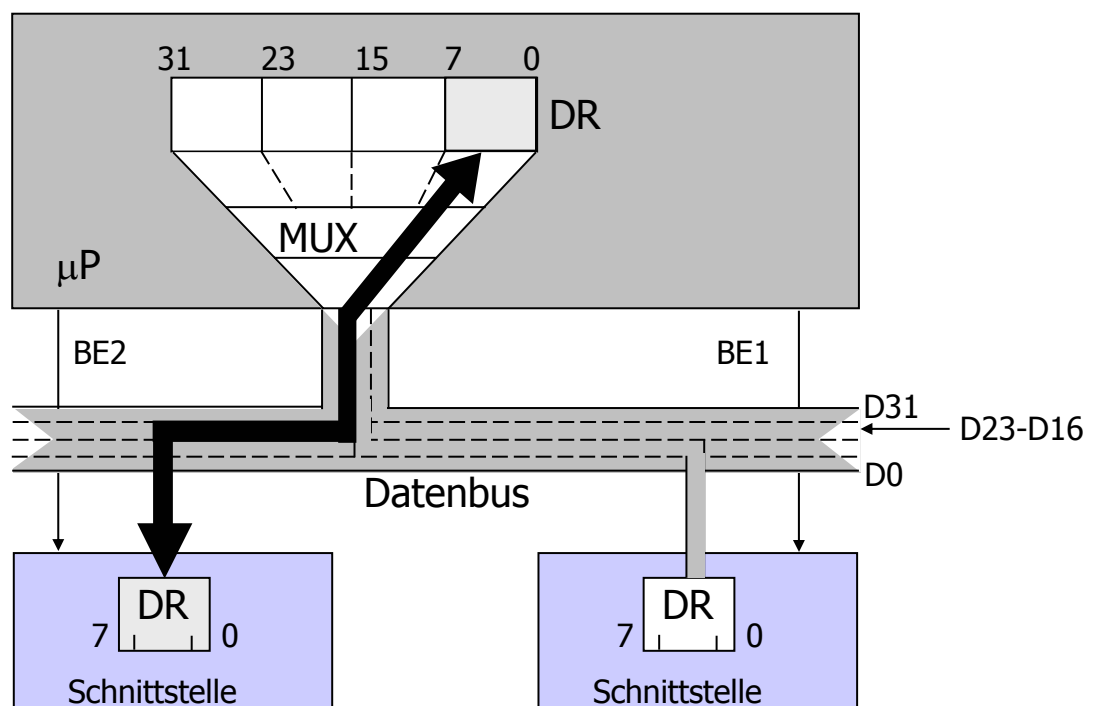 31 23 15 7 0
DR
MUX
μP
BE2 BE1
D31
D23-D16
D0
Datenbus
DR DR
7 0 7 0
Schnittstelle Schnittstelle